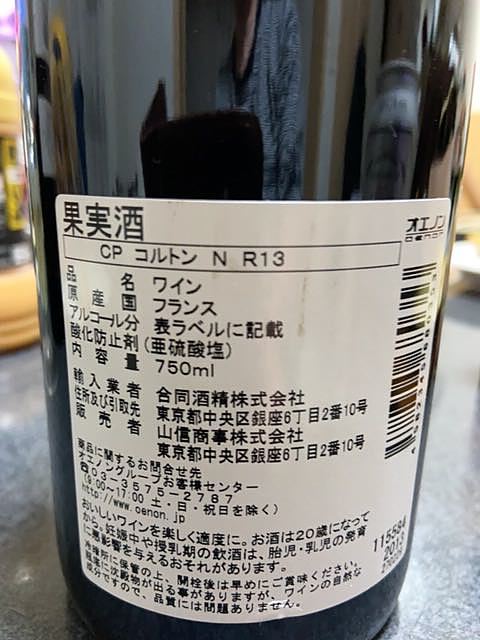 果実酒
オエノン
OENON
CP コルトン N R13
品名 ワイン
原産国 フランス
アルコール分 表ラベルに記載
酸化防止剤(亜硫酸塩)
内容量 750ml
輸入業者 合同酒精株式会社
住所及び引取先 東京都中央区銀座6丁目2番10号
販売者 山信商事株式会社
東京都中央区銀座6丁目2番10号
商品に関するお問合せ先
オエノングループお客様センター
☎03-3575-2787
(9:00~17:00 土・日・祝日を除く)
http://www.oenon.jp
おいしいワインを楽しく適度に。お酒は20歳になって
から。妊娠中や授乳期の飲酒は、胎児・乳児の発育
に悪影響を与えるおそれがあります。
場所に保管の上、開栓後は早めにご賞味ください。
に沈殿物が出る事がありますが、ワインの自然な
成分ですので、品質には問題ありません。
115584
2013